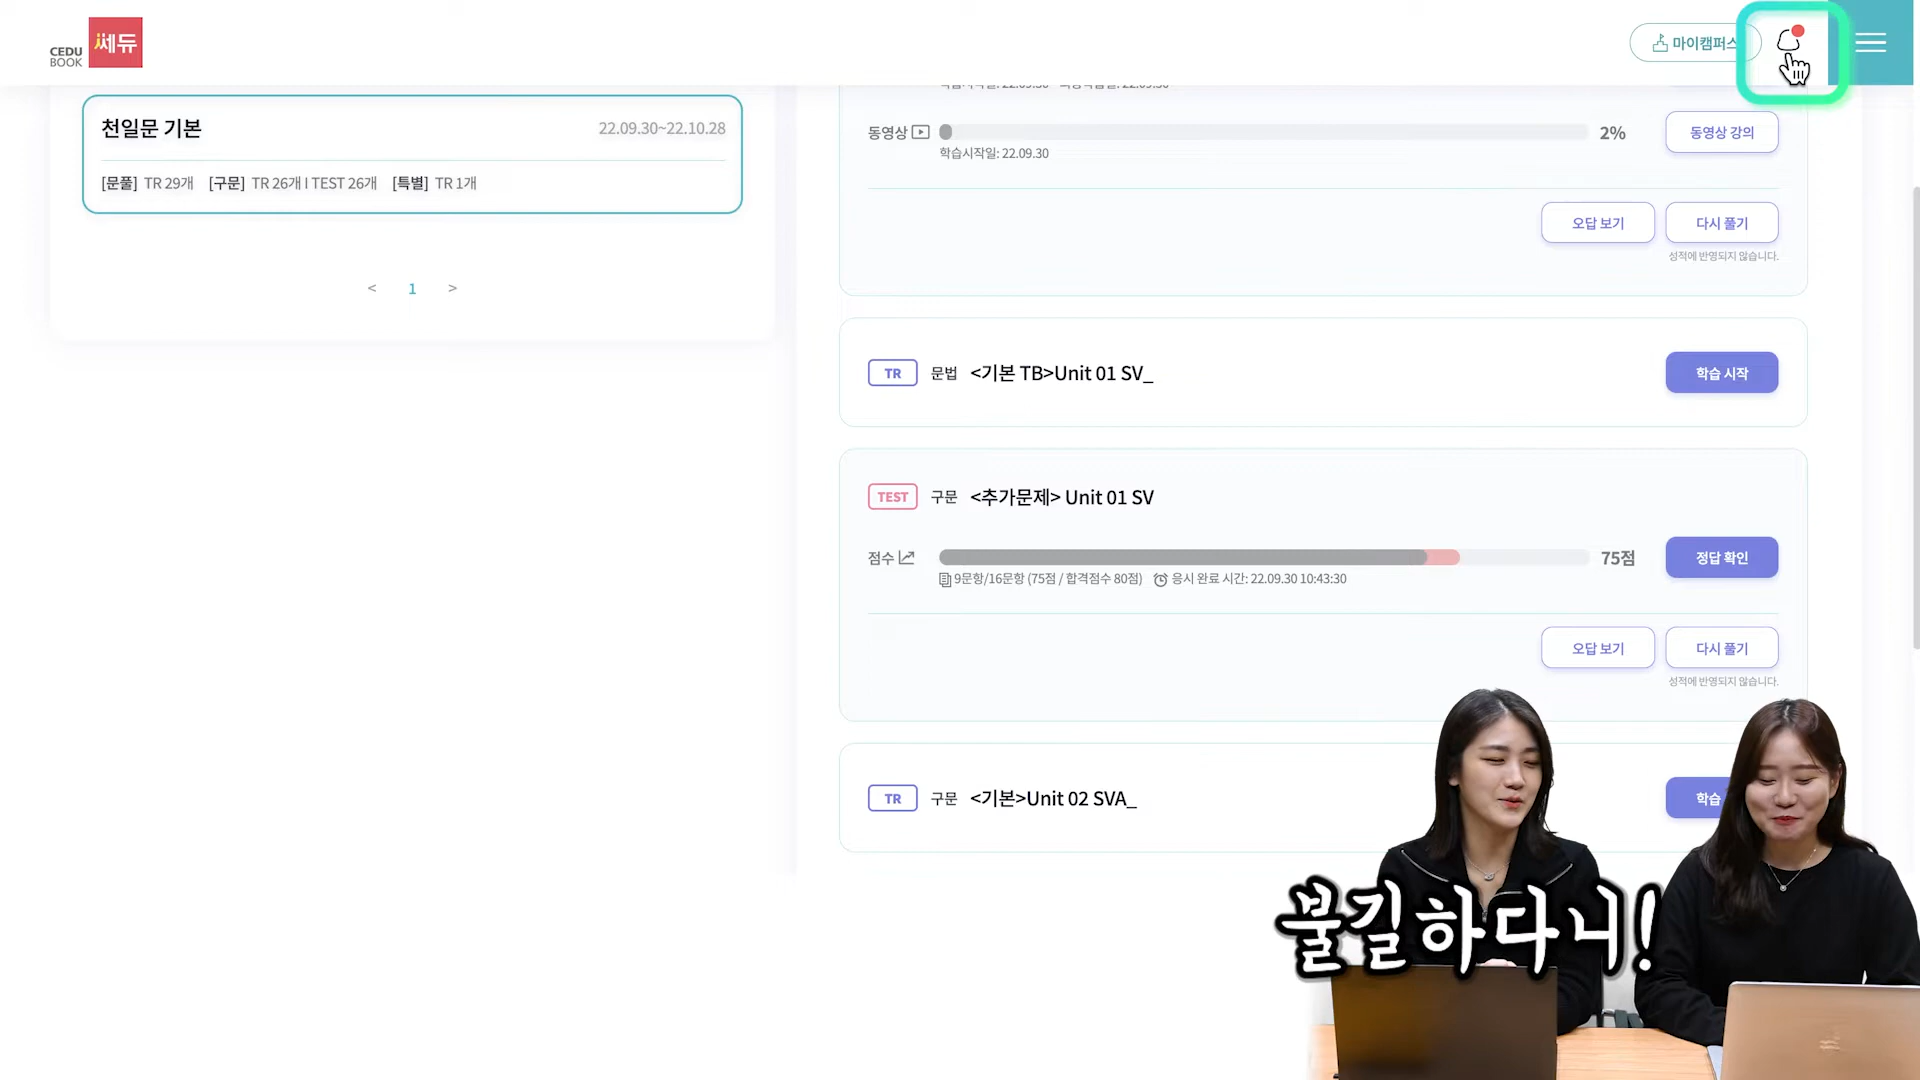 CEDU
BOOK
쎄듀
마이캠퍼스
천일문 기본
22.09.30~22.10.28
[문풀] TR 29개 [구문] TR 26개 I TEST 26개 [특별] TR 1개
< 1 >
동영상
2%
동영상 강의
학습시작일: 22.09.30
오답 보기
다시 풀기
성적에 반영되지 않습니다.
TR 문법 <기본 TB>Unit 01 SV_
학습 시작
TEST 구문 <추가문제> Unit 01 SV
점수
75점
정답 확인
9문항/16문항 (75점 / 합격점수 80점) 응시 완료 시간: 22.09.30 10:43:30
오답 보기
다시 풀기
성적에 반영되지 않습니다.
TR 구문 <기본>Unit 02 SVA_
학습
불길하다니!